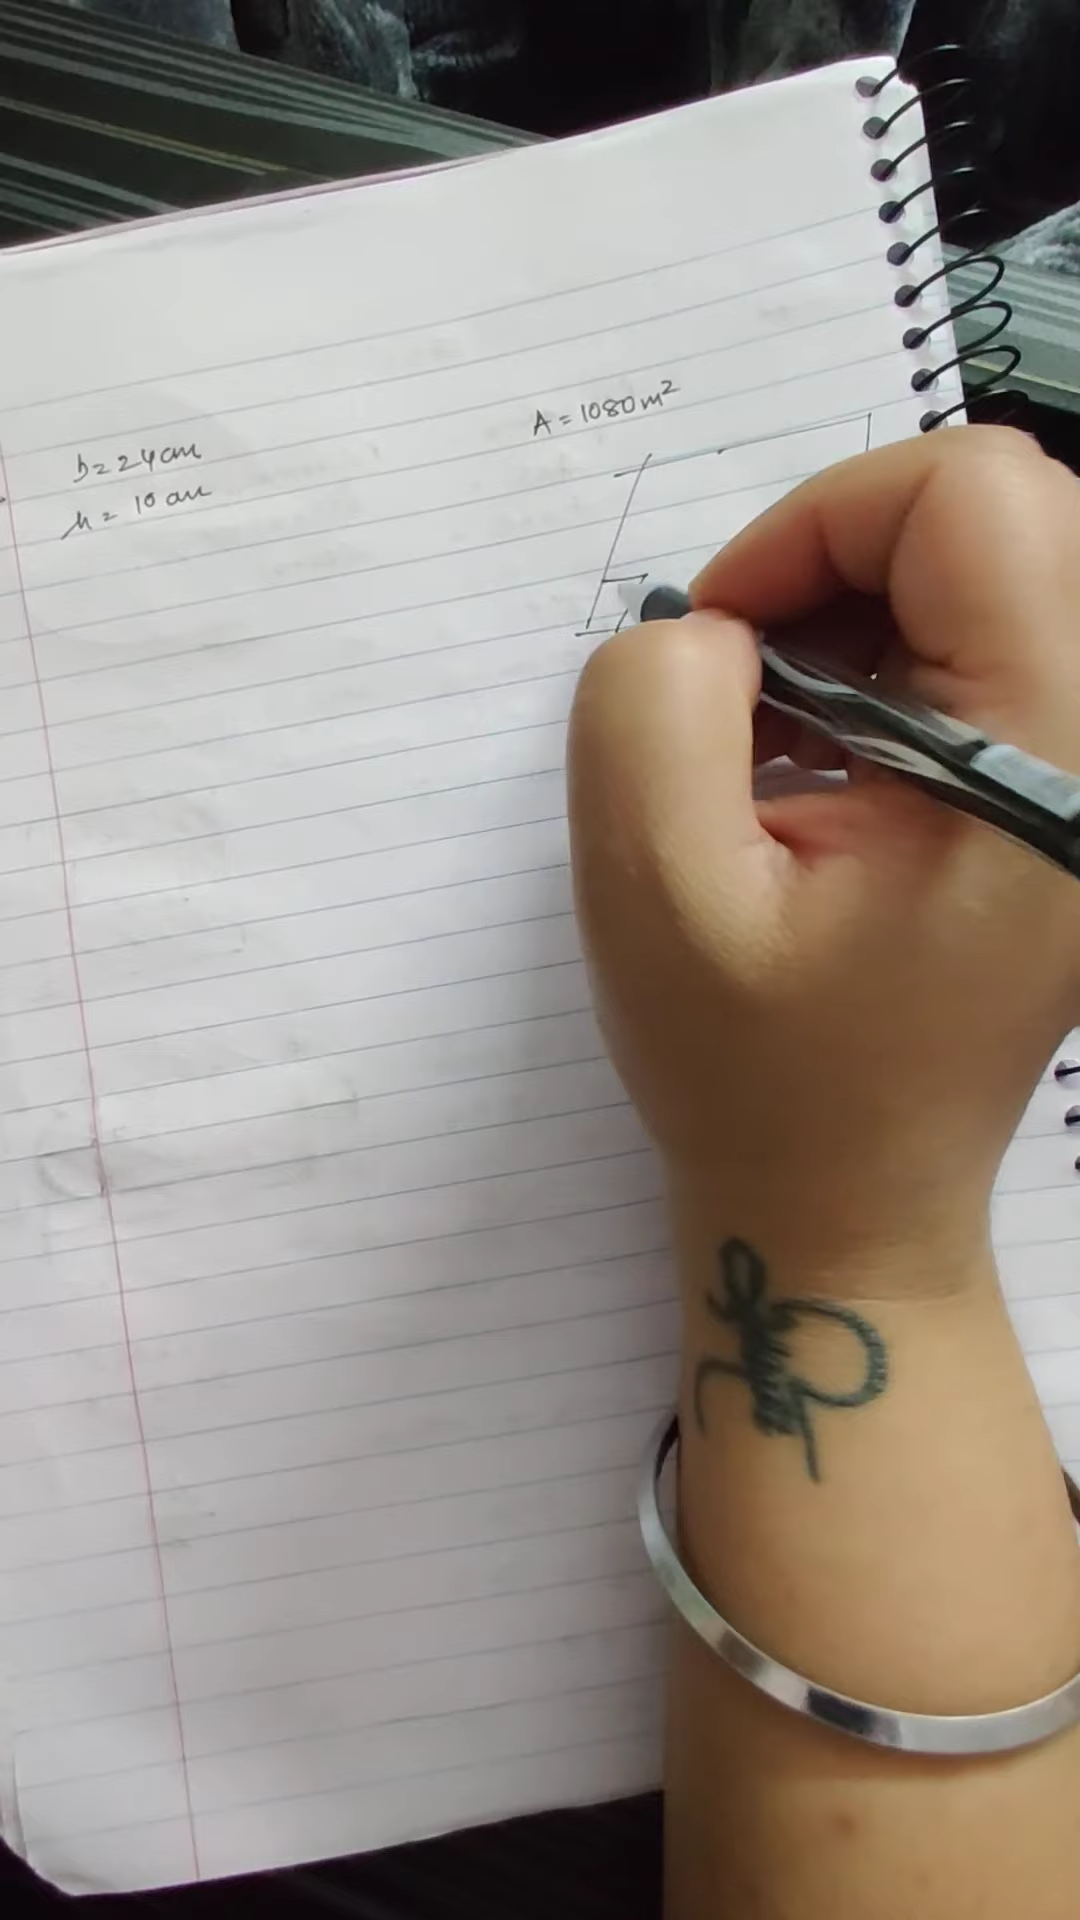 b = 24 cm
h = 10 cm
A = 1080 m²